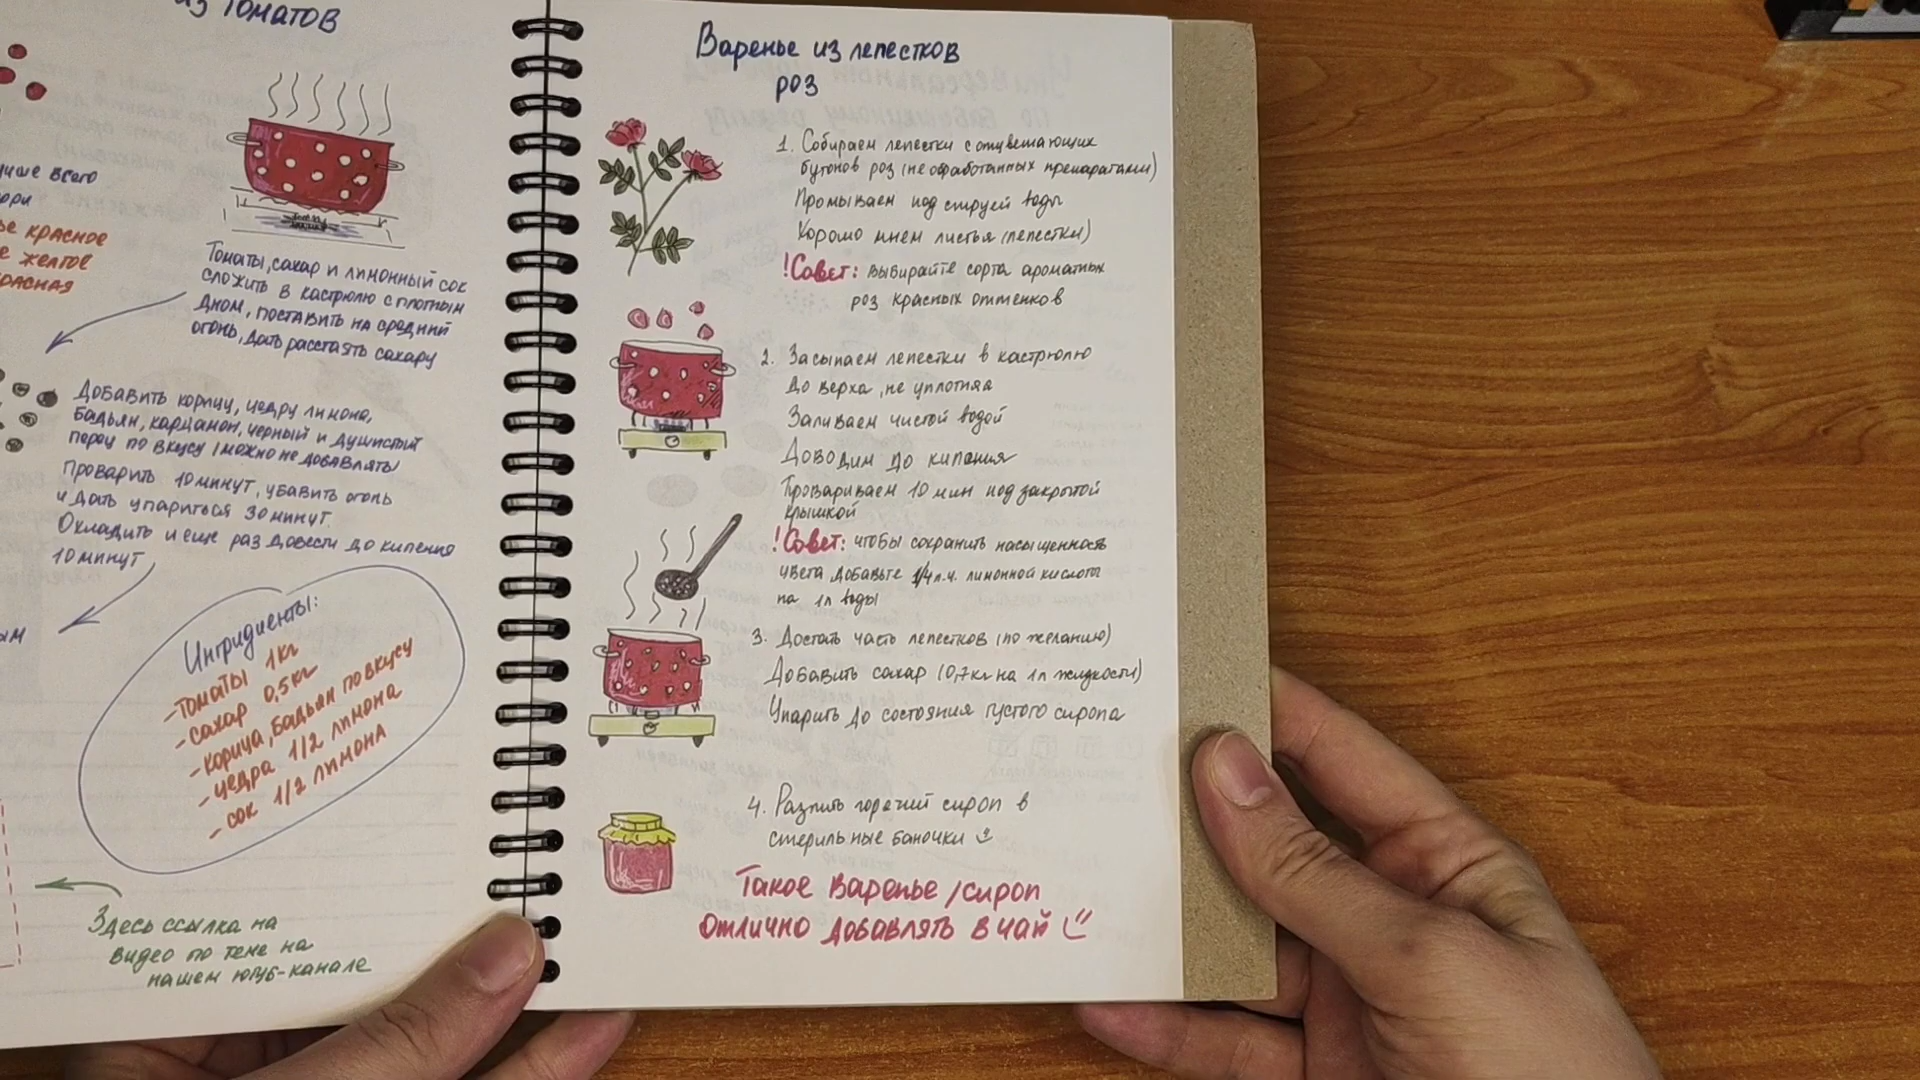 из томатов
лучше всего
красное
желтое
красная
Томаты, сахар и лимонный сок
сложить в кастрюлю с плотным
дном, поставить на средний
огонь, дать растаять сахару
Добавить корицу, цедру лимона,
бадьян, кардамон, черный и душистый
перец по вкусу (можно не добавлять)
Проварить 10 минут, убавить огонь
и дать упариться 30 минут.
Охладить и еще раз довести до кипения
10 минут
Ингридиенты:
- Томаты 1кг
- сахар 0,5кг
- корица, бадьян по вкусу
- цедра 1/2 лимона
- сок 1/2 лимона
Здесь ссылка на
видео по теме на
нашем ютуб-канале
Варенье из лепестков
роз
1. Собираем лепестки с отцветающих
бутонов роз (не обработанных препаратами)
Промываем под струей воды
Хорошо мнем листья (лепестки)
!Совет: выбирайте сорта ароматных
роз красных оттенков
2. Засыпаем лепестки в кастрюлю
до верха, не уплотняя
Заливаем чистой водой
Доводим до кипения
Провариваем 10 мин под закрытой
крышкой
!Совет: чтобы сохранить насыщенность
цвета добавьте 1/4 л.ч. лимонной кислоты
на 1л воды
3. Достать часть лепестков (по желанию)
Добавить сахар (0,7кг на 1л жидкости)
Упарить до состояния густого сиропа
4. Разлить горячий сироп в
стерильные баночки
Такое варенье/сироп
отлично добавлять в чай